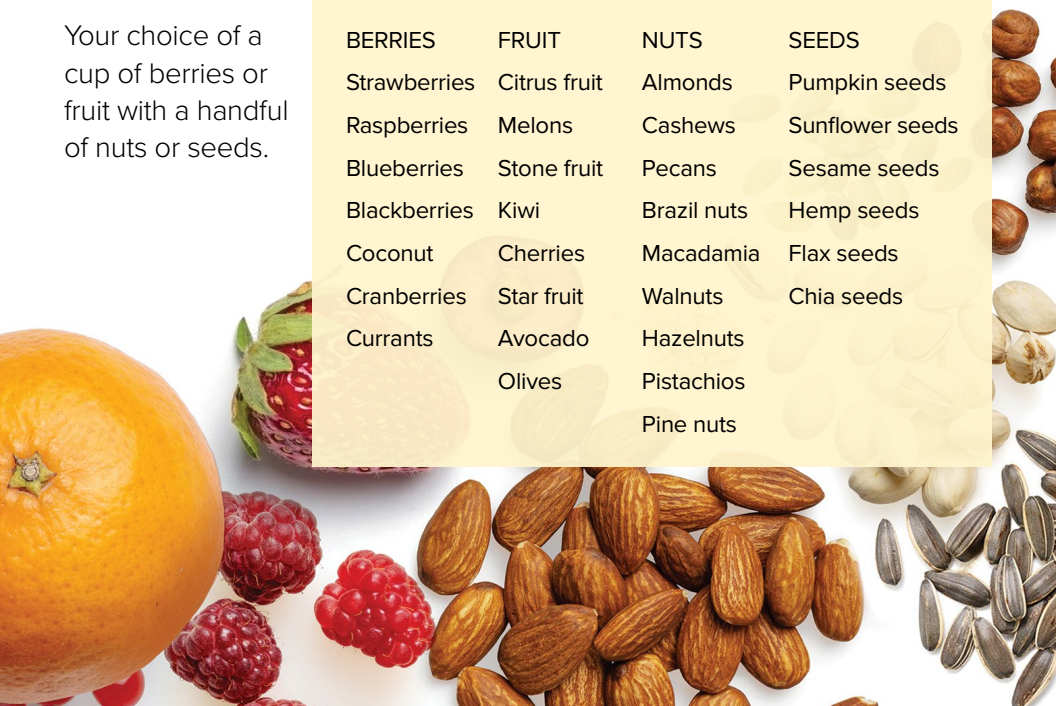 Your choice of a
cup of berries or
fruit with a handful
of nuts or seeds.
BERRIES
Strawberries
Raspberries
Blueberries
Blackberries
Coconut
Cranberries
Currants
FRUIT
Citrus fruit
Melons
Stone fruit
Kiwi
Cherries
Star fruit
Avocado
Olives
NUTS
Almonds
Cashews
Pecans
Brazil nuts
Macadamia
Walnuts
Hazelnuts
Pistachios
Pine nuts
SEEDS
Pumpkin seeds
Sunflower seeds
Sesame seeds
Hemp seeds
Flax seeds
Chia seeds